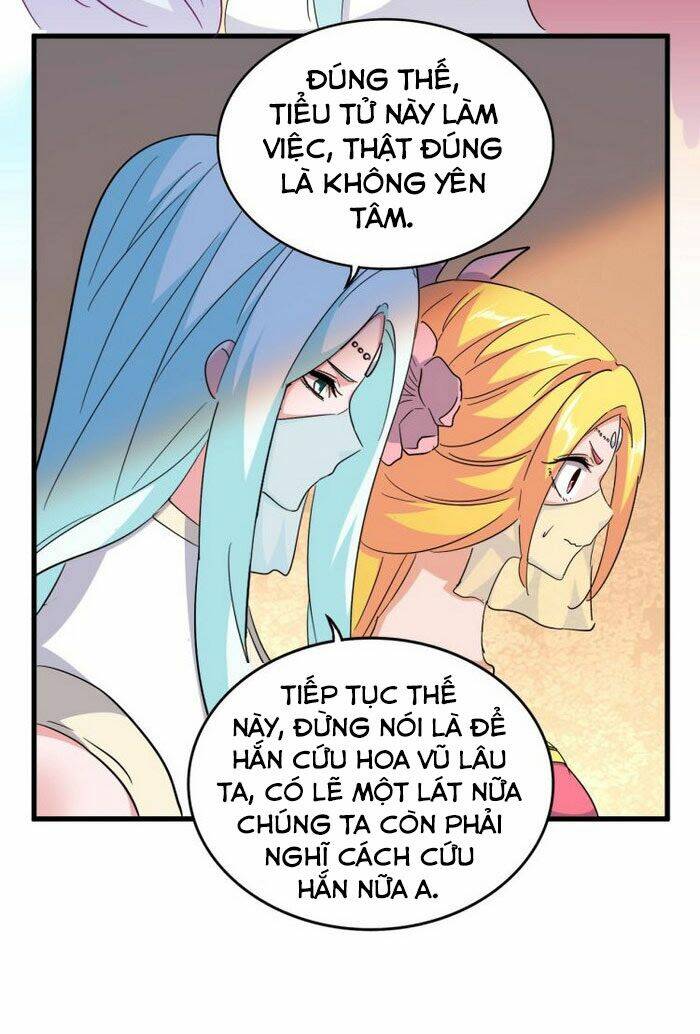 ĐÚNG THẾ,
TIỂU TỬ NÀY LÀM
VIỆC, THẬT ĐÚNG
LÀ KHÔNG YÊN
TÂM.
TIẾP TỤC THẾ
NÀY, ĐỪNG NÓI LÀ ĐỂ
HẮN CỨU HOA VŨ LÂU
TA, CÓ LẼ MỘT LÁT NỮA
CHÚNG TA CÒN PHẢI
NGHĨ CÁCH CỨU
HẮN NỮA A.